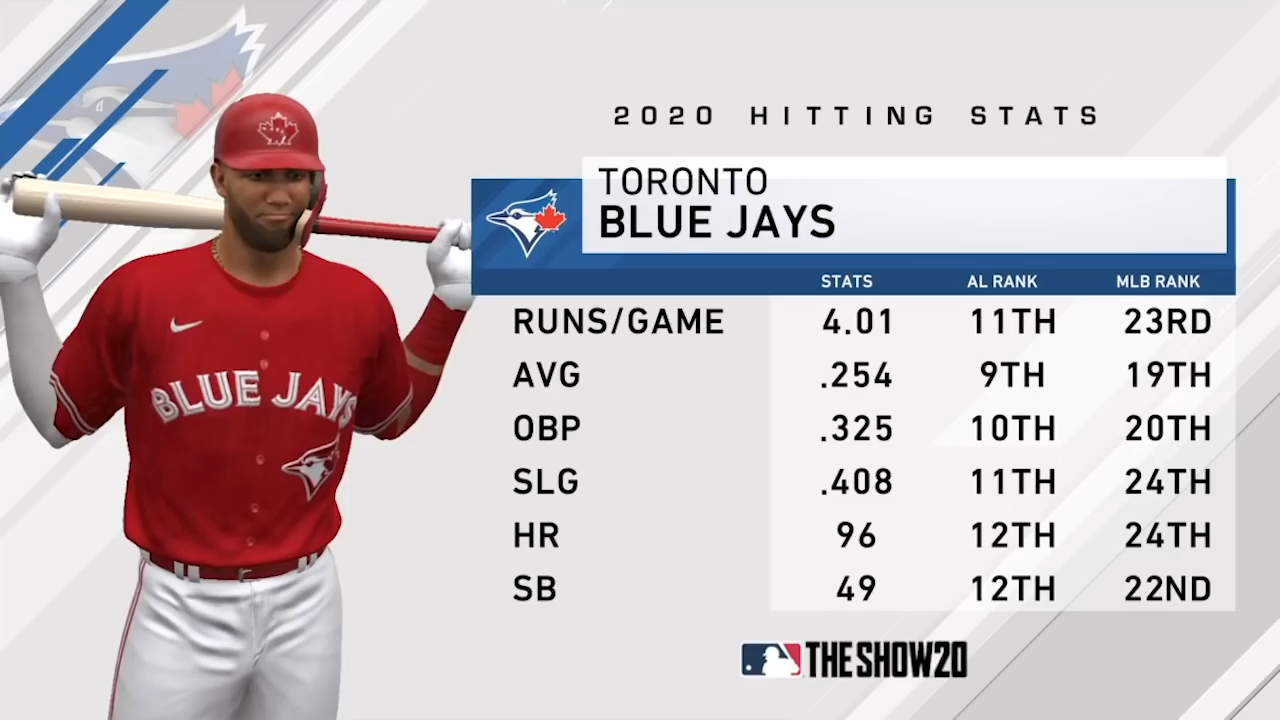 2020 HITTING STATS
TORONTO
BLUE JAYS
STATS AL RANK MLB RANK
RUNS/GAME 4.01 11TH 23RD
AVG .254 9TH 19TH
OBP .325 10TH 20TH
SLG .408 11TH 24TH
HR 96 12TH 24TH
SB 49 12TH 22ND
BLUE JAYS
THE SHOW20